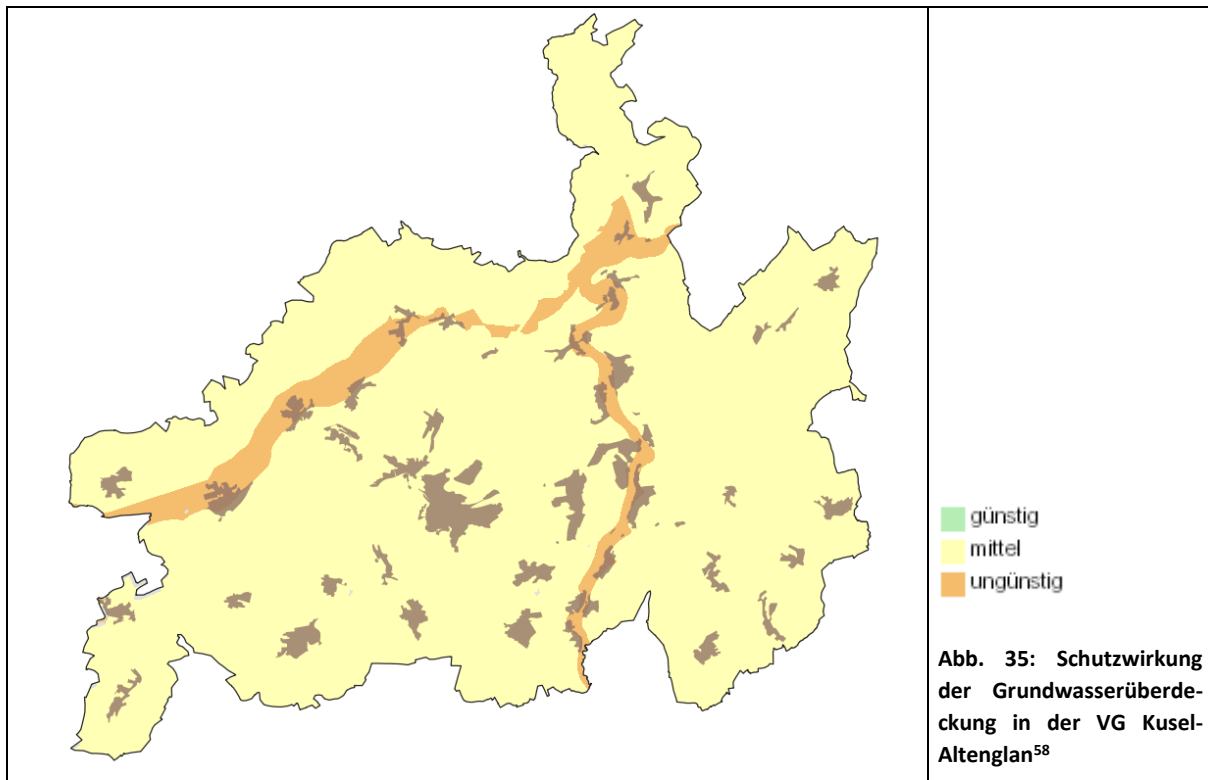 günstig
mittel
ungünstig
Abb. 35: Schutzwirkung
der Grundwasserüberde-
ckung in der VG Kusel-
Altenglan⁵⁸